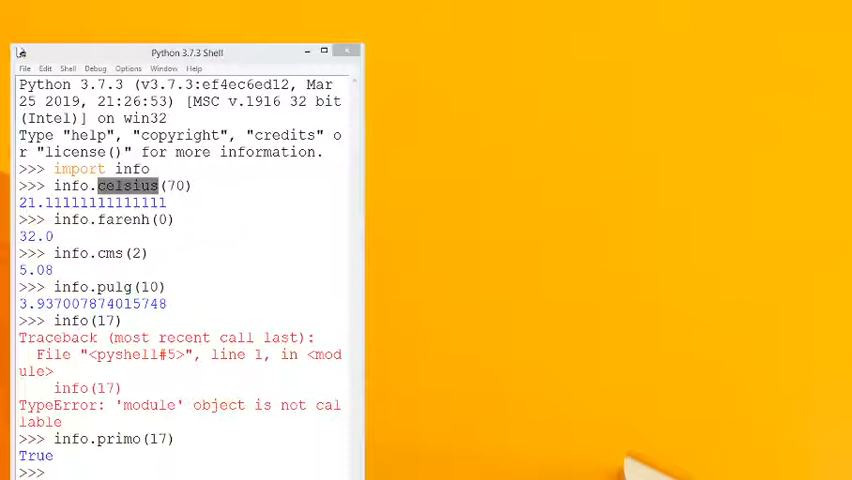 Python 3.7.3 Shell
File Edit Shell Debug Options Window Help
Python 3.7.3 (v3.7.3:ef4ec6ed12, Mar
25 2019, 21:26:53) [MSC v.1916 32 bit
(Intel)] on win32
Type "help", "copyright", "credits" o
r "license()" for more information.
>>> import info
>>> info.celsius(70)
21.11111111111111
>>> info.farenh(0)
32.0
>>> info.cms(2)
5.08
>>> info.pulg(10)
3.937007874015748
>>> info(17)
Traceback (most recent call last):
  File "<pyshell#5>", line 1, in <mod
ule>
    info(17)
TypeError: 'module' object is not cal
lable
>>> info.primo(17)
True
>>>